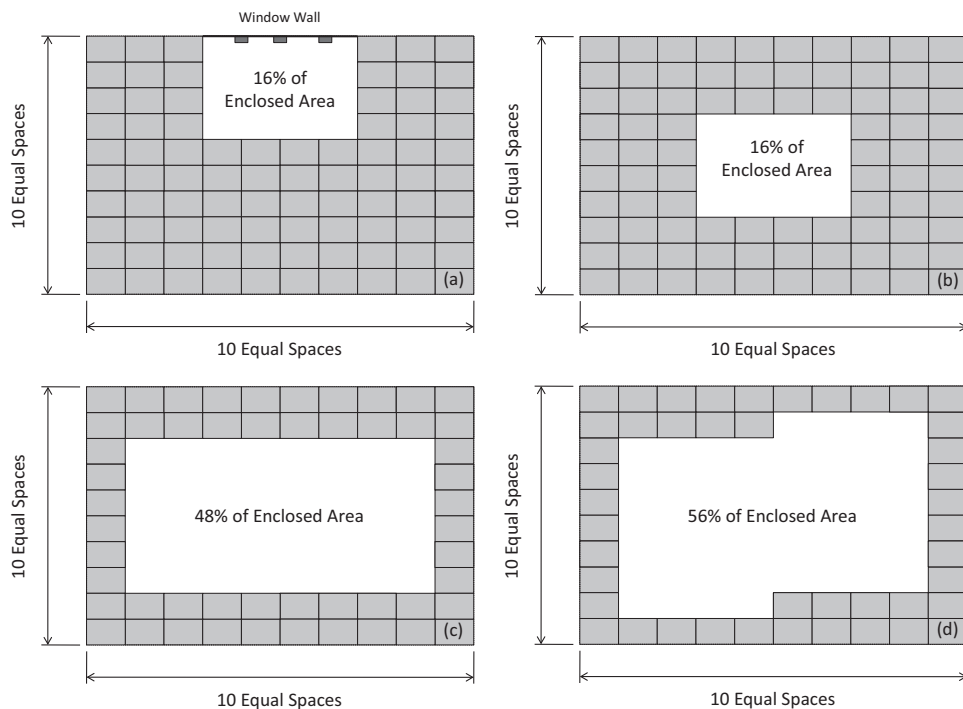 Window Wall
16% of
Enclosed Area
10 Equal Spaces
(a)
10 Equal Spaces
16% of
Enclosed Area
10 Equal Spaces
(b)
10 Equal Spaces
48% of Enclosed Area
10 Equal Spaces
(c)
10 Equal Spaces
56% of Enclosed Area
10 Equal Spaces
(d)
10 Equal Spaces